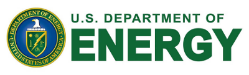 U.S. DEPARTMENT OF
ENERGY